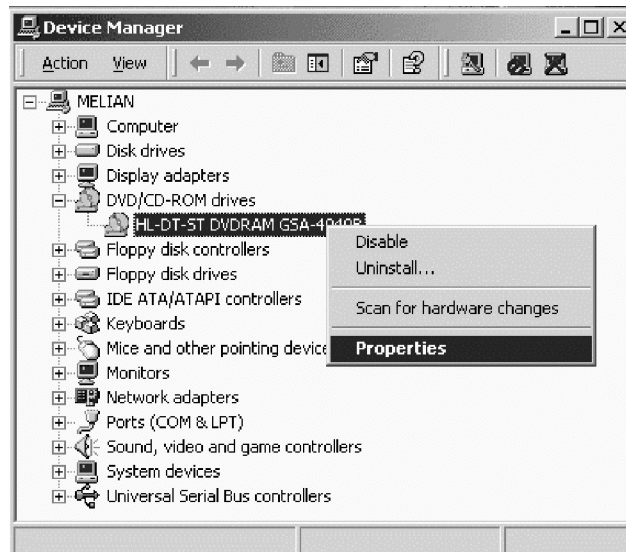 Device Manager
Action View
MELIAN
Computer
Disk drives
Display adapters
DVD/CD-ROM drives
HL-DT-ST DVDRAM GSA-4040B
Disable
Uninstall...
Scan for hardware changes
Properties
Floppy disk controllers
Floppy disk drives
IDE ATA/ATAPI controllers
Keyboards
Mice and other pointing device
Monitors
Network adapters
Ports (COM & LPT)
Sound, video and game controllers
System devices
Universal Serial Bus controllers